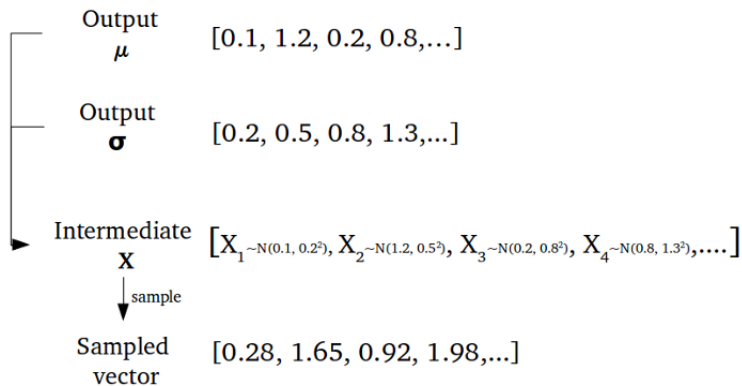 Output
μ
[0.1, 1.2, 0.2, 0.8,...]
Output
σ
[0.2, 0.5, 0.8, 1.3,...]
Intermediate
X
[X₁~N(0.1, 0.2²), X₂~N(1.2, 0.5²), X₃~N(0.2, 0.8²), X₄~N(0.8, 1.3²),....]
sample
Sampled
vector
[0.28, 1.65, 0.92, 1.98,...]